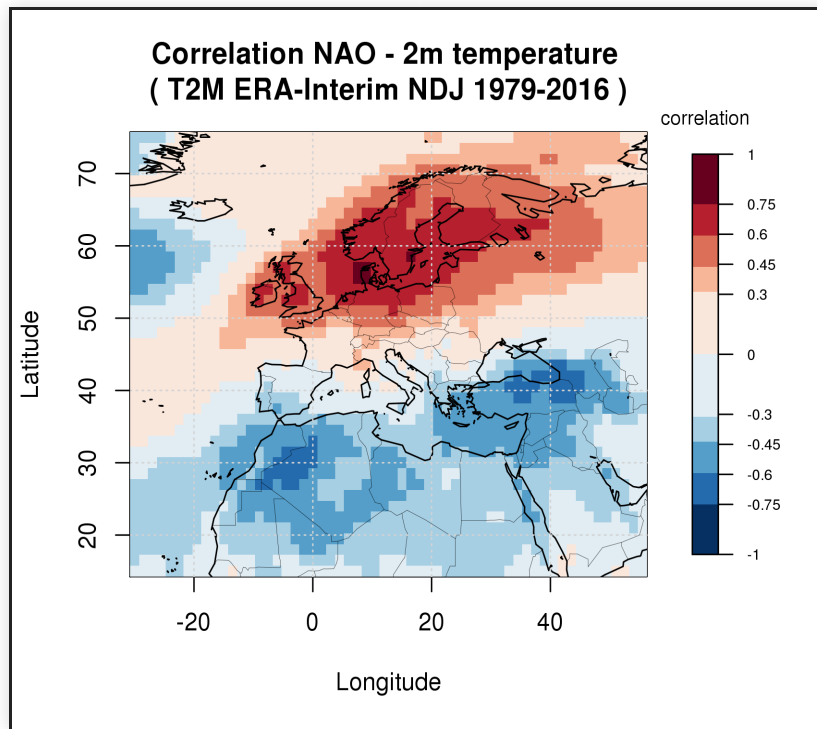 Correlation NAO - 2m temperature
( T2M ERA-Interim NDJ 1979-2016 )
correlation
1
0.75
0.6
0.45
0.3
0
-0.3
-0.45
-0.6
-0.75
-1
70
60
50
40
30
20
Latitude
-20 0 20 40
Longitude